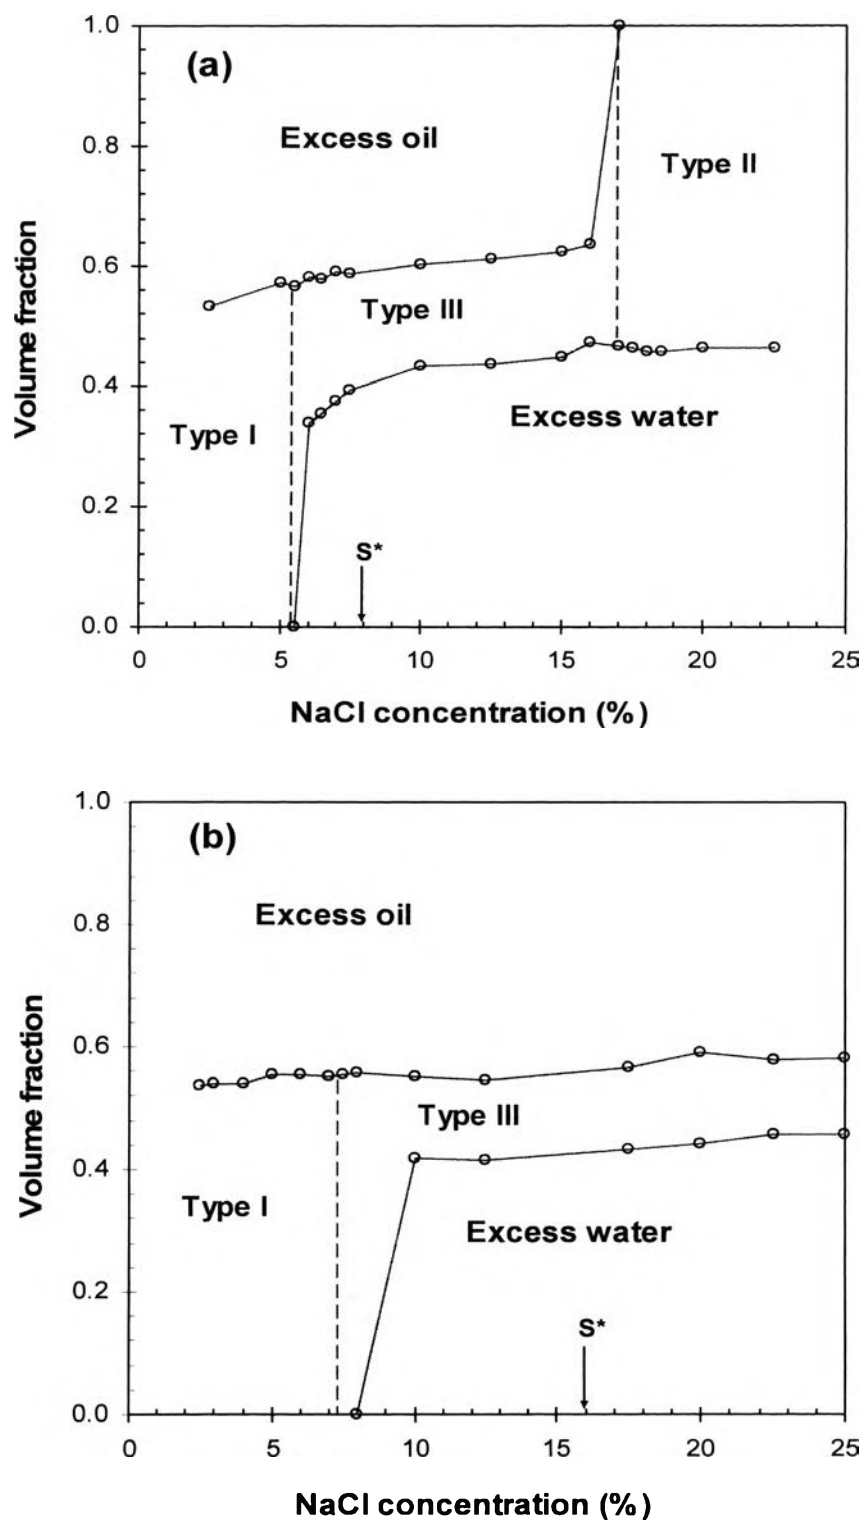 (a)
1.0
0.8
0.6
0.4
0.2
0.0
Volume fraction
Excess oil
Type II
Type III
Type I
Excess water
S*
0 5 10 15 20 25
NaCl concentration (%)
(b)
1.0
0.8
0.6
0.4
0.2
0.0
Volume fraction
Excess oil
Type III
Type I
Excess water
S*
0 5 10 15 20 25
NaCl concentration (%)